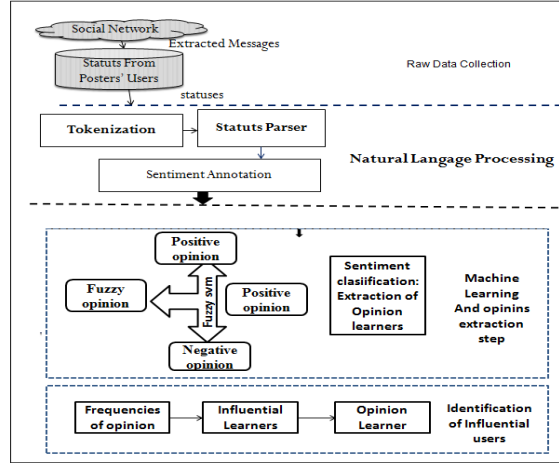 Social Network
Extracted Messages
Statuts From
Posters' Users
Raw Data Collection
statuses
Tokenization
Statuts Parser
Sentiment Annotation
Natural Langage Processing
Positive
opinion
Fuzzy
opinion
Fuzzy svm
Positive
opinion
Negative
opinion
Sentiment
clasiification:
Extraction of
Opinion
learners
Machine
Learning
And opinins
extraction
step
Frequencies
of opinion
Influential
Learners
Opinion
Learner
Identification
of Influential
users